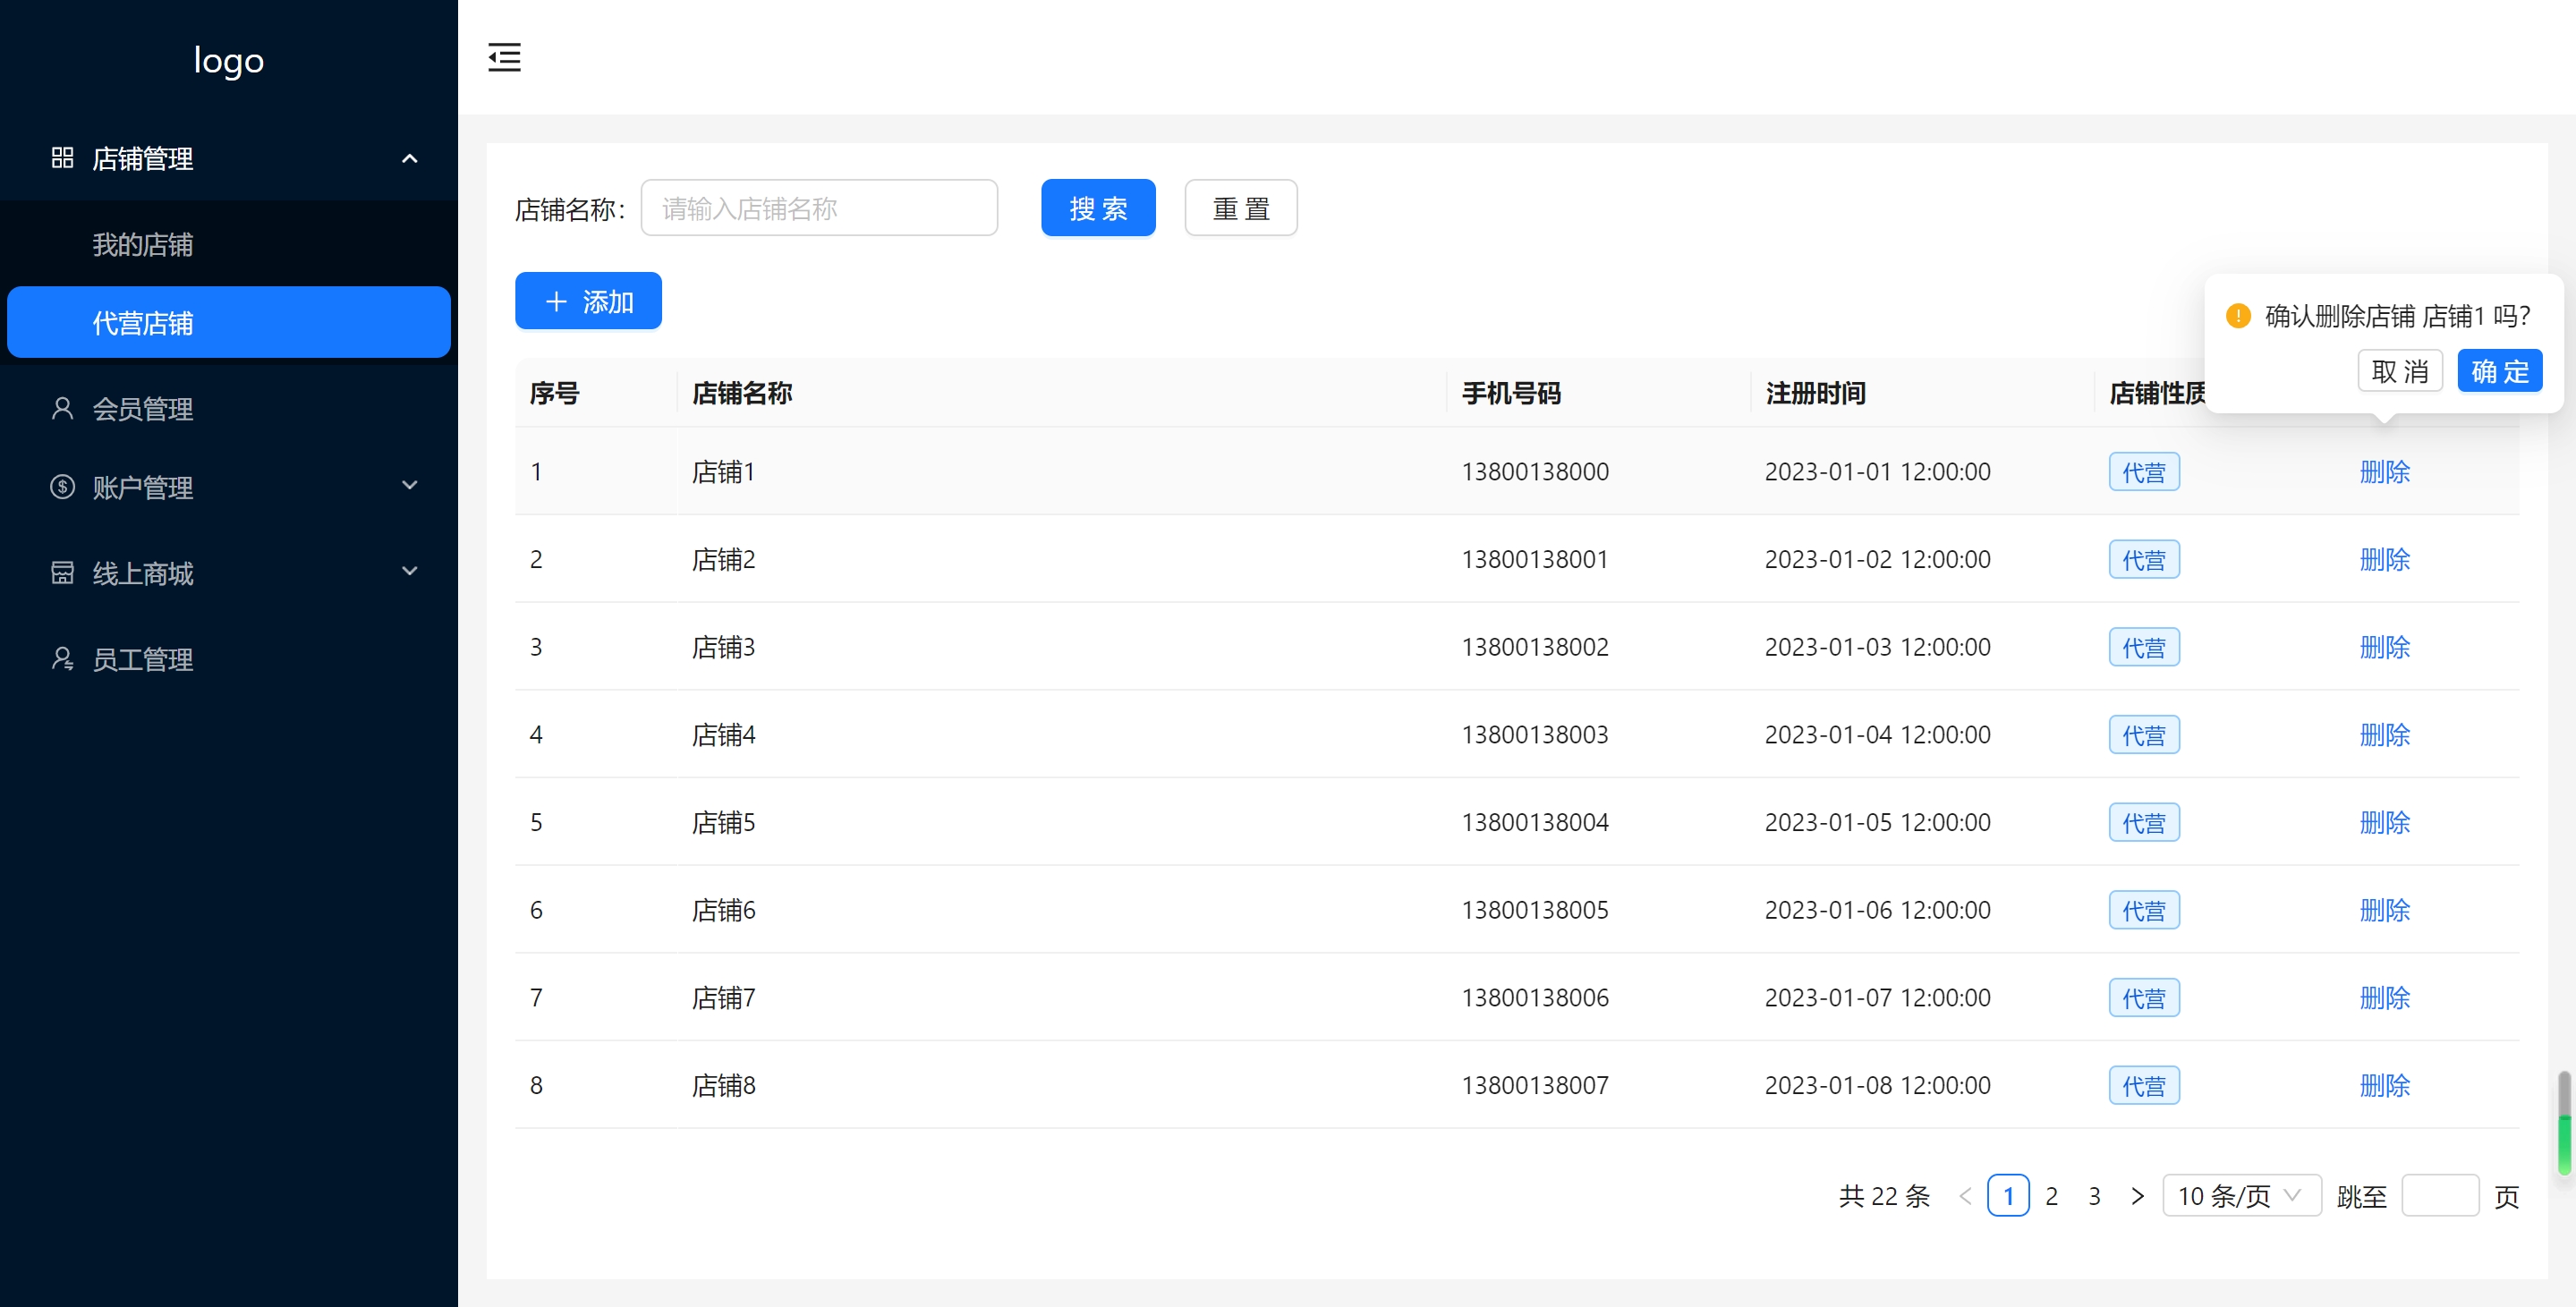 logo
店铺管理
我的店铺
代营店铺
会员管理
账户管理
线上商城
员工管理
店铺名称：
请输入店铺名称
搜 索
重 置
添加
确认删除店铺 店铺1 吗？
取 消
确 定
序号 店铺名称 手机号码 注册时间 店铺性质
1 店铺1 13800138000 2023-01-01 12:00:00 代营 删除
2 店铺2 13800138001 2023-01-02 12:00:00 代营 删除
3 店铺3 13800138002 2023-01-03 12:00:00 代营 删除
4 店铺4 13800138003 2023-01-04 12:00:00 代营 删除
5 店铺5 13800138004 2023-01-05 12:00:00 代营 删除
6 店铺6 13800138005 2023-01-06 12:00:00 代营 删除
7 店铺7 13800138006 2023-01-07 12:00:00 代营 删除
8 店铺8 13800138007 2023-01-08 12:00:00 代营 删除
共 22 条 < 1 2 3 > 10 条/页 跳至 页